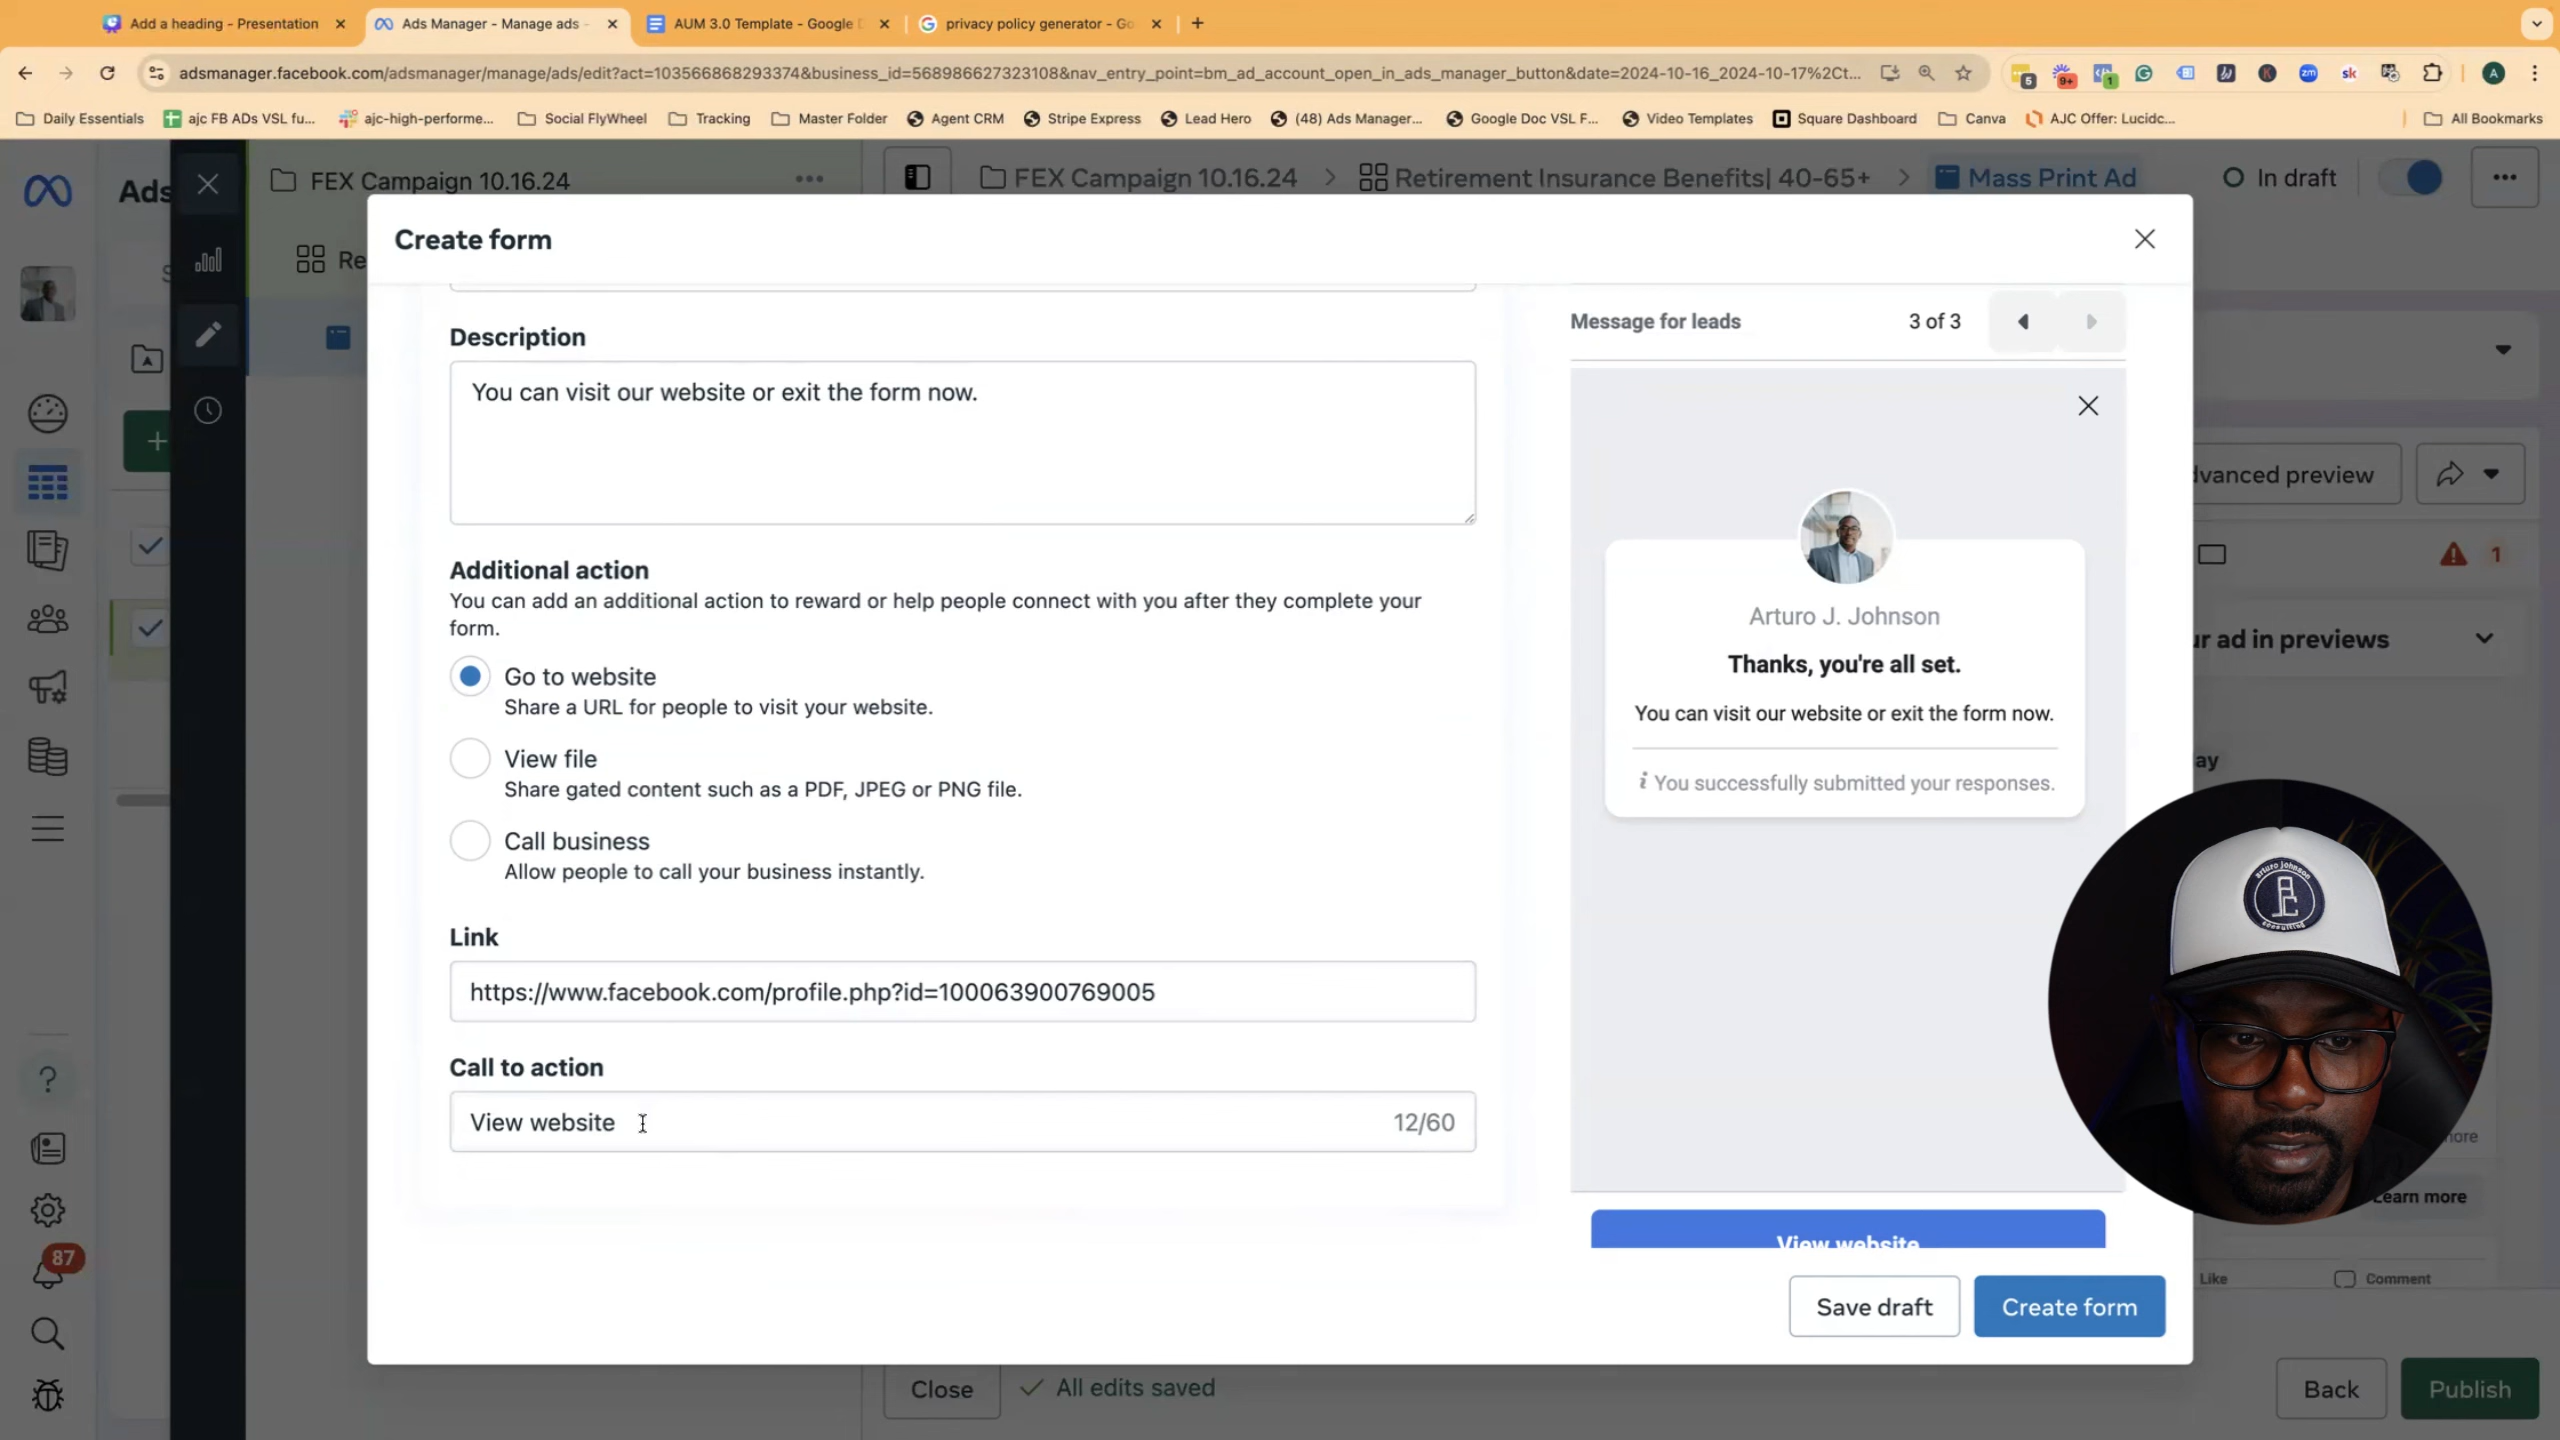 Add a heading - Presentation
Ads Manager - Manage ads -
AUM 3.0 Template - Google D
privacy policy generator - Go
adsmanager.facebook.com/adsmanager/manage/ads/edit?act=103566868293374&business_id=568986627323108&nav_entry_point=bm_ad_account_open_in_ads_manager_button&date=2024-10-16_2024-10-17%2Ct...
5
9+
1
zm
sk
A
Daily Essentials
ajc FB ADs VSL fu...
ajc-high-performe...
Social FlyWheel
Tracking
Master Folder
Agent CRM
Stripe Express
Lead Hero
(48) Ads Manager...
Google Doc VSL F...
Video Templates
Square Dashboard
Canva
AJC Offer: Lucidc...
All Bookmarks
Ads
FEX Campaign 10.16.24
FEX Campaign 10.16.24
Retirement Insurance Benefits| 40-65+
Mass Print Ad
In draft
Re
Create form
Description
You can visit our website or exit the form now.
Additional action
You can add an additional action to reward or help people connect with you after they complete your
form.
Go to website
Share a URL for people to visit your website.
View file
Share gated content such as a PDF, JPEG or PNG file.
Call business
Allow people to call your business instantly.
Link
https://www.facebook.com/profile.php?id=100063900769005
Call to action
View website
12/60
Message for leads
3 of 3
Arturo J. Johnson
Thanks, you're all set.
You can visit our website or exit the form now.
You successfully submitted your responses.
View website
Save draft
Create form
dvanced preview
1
ur ad in previews
ay
arturo johnson
consulting
more
Learn more
Like
Comment
87
Close
All edits saved
Back
Publish